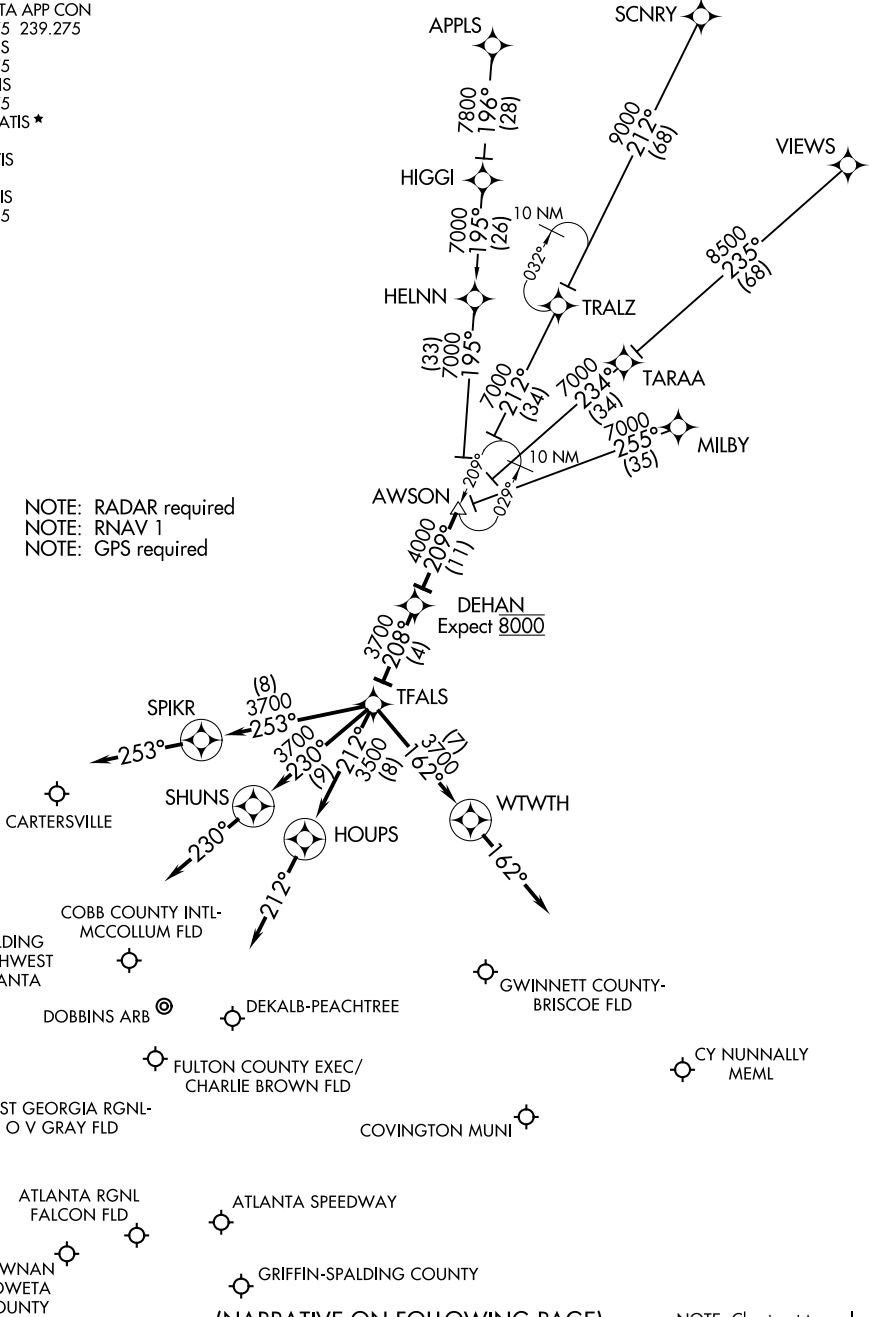 TA APP CON
5 239.275
S
5
IS
5
ATIS ★
TIS
IS
5
APPLS
SCNRY
VIEWS
7800
196°
(28)
9000
212°
(68)
8500
235°
(68)
HIGGI
10 NM
7000
195°
(26)
032°
HELNN
TRALZ
(33)
7000
195°
7000
212°
(34)
7000
234°
(34)
TARAA
7000
255°
(35)
MILBY
209°
10 NM
029°
AWSON
NOTE: RADAR required
NOTE: RNAV 1
NOTE: GPS required
4000
209°
(11)
DEHAN
Expect 8000
3700
208°
(4)
TFALS
(8)
3700
253°
SPIKR
253°
3700
230°
(9)
212°
3500
(8)
(7)
3700
162°
SHUNS
230°
HOUPS
212°
WTWTH
162°
CARTERSVILLE
COBB COUNTY INTL-
MCCOLLUM FLD
LDING
HWEST
ANTA
GWINNETT COUNTY-
BRISCOE FLD
DOBBINS ARB
DEKALB-PEACHTREE
FULTON COUNTY EXEC/
CHARLIE BROWN FLD
CY NUNNALLY
MEML
ST GEORGIA RGNL-
O V GRAY FLD
COVINGTON MUNI
ATLANTA RGNL
FALCON FLD
ATLANTA SPEEDWAY
WNAN
OWETA
OUNTY
GRIFFIN-SPALDING COUNTY
(NARRATIVE ON FOLLOWING PAGE)